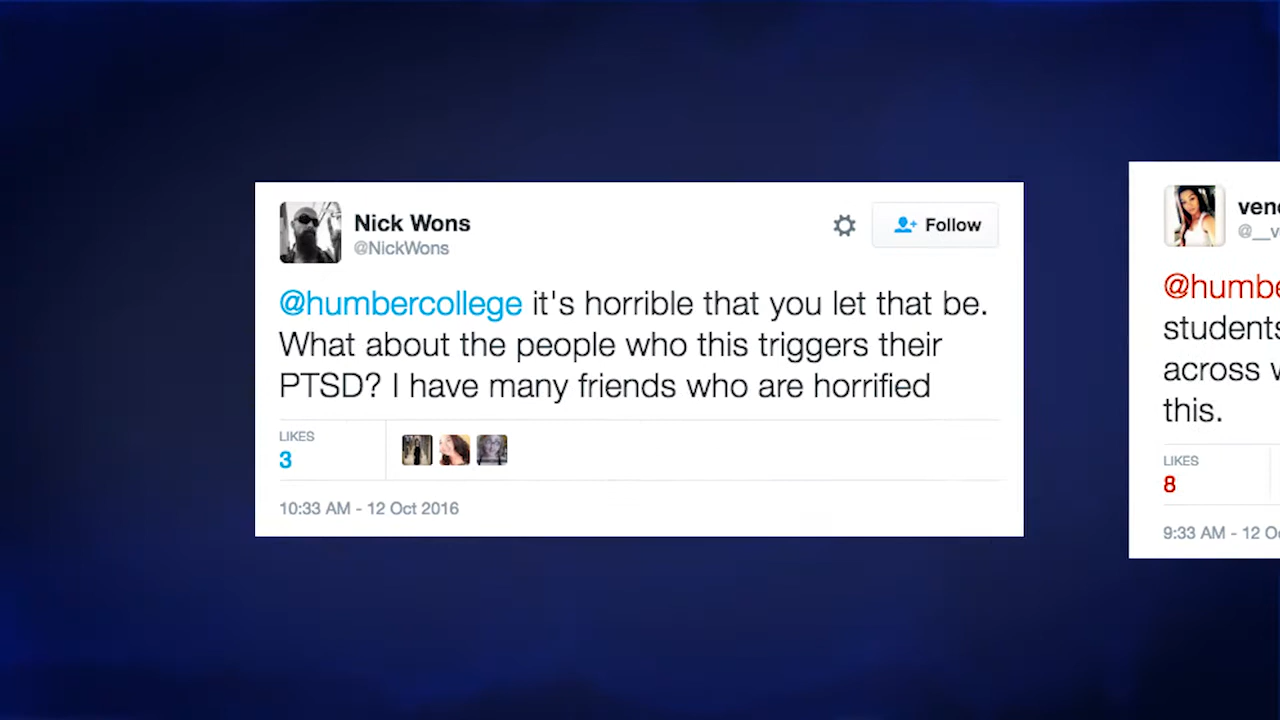 Nick Wons
@NickWons
Follow
@humbercollege it's horrible that you let that be.
What about the people who this triggers their
PTSD? I have many friends who are horrified
LIKES
3
10:33 AM - 12 Oct 2016
@humbe
students
across
this.
LIKES
8
9:33 AM - 12